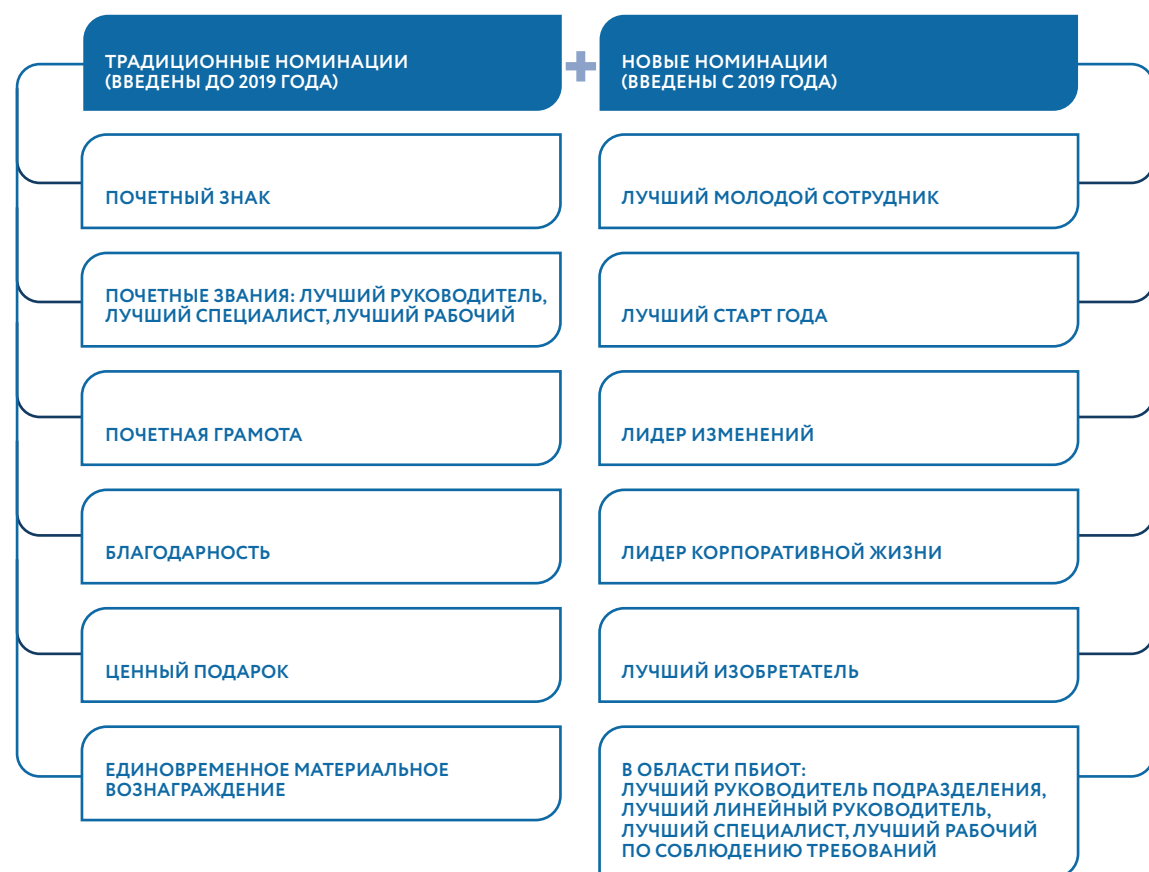 ТРАДИЦИОННЫЕ НОМИНАЦИИ
(ВВЕДЕНЫ ДО 2019 ГОДА)
ПОЧЕТНЫЙ ЗНАК
ПОЧЕТНЫЕ ЗВАНИЯ: ЛУЧШИЙ РУКОВОДИТЕЛЬ,
ЛУЧШИЙ СПЕЦИАЛИСТ, ЛУЧШИЙ РАБОЧИЙ
ПОЧЕТНАЯ ГРАМОТА
БЛАГОДАРНОСТЬ
ЦЕННЫЙ ПОДАРОК
ЕДИНОВРЕМЕННОЕ МАТЕРИАЛЬНОЕ
ВОЗНАГРАЖДЕНИЕ
+
НОВЫЕ НОМИНАЦИИ
(ВВЕДЕНЫ С 2019 ГОДА)
ЛУЧШИЙ МОЛОДОЙ СОТРУДНИК
ЛУЧШИЙ СТАРТ ГОДА
ЛИДЕР ИЗМЕНЕНИЙ
ЛИДЕР КОРПОРАТИВНОЙ ЖИЗНИ
ЛУЧШИЙ ИЗОБРЕТАТЕЛЬ
В ОБЛАСТИ ПБИОТ:
ЛУЧШИЙ РУКОВОДИТЕЛЬ ПОДРАЗДЕЛЕНИЯ,
ЛУЧШИЙ ЛИНЕЙНЫЙ РУКОВОДИТЕЛЬ,
ЛУЧШИЙ СПЕЦИАЛИСТ, ЛУЧШИЙ РАБОЧИЙ
ПО СОБЛЮДЕНИЮ ТРЕБОВАНИЙ